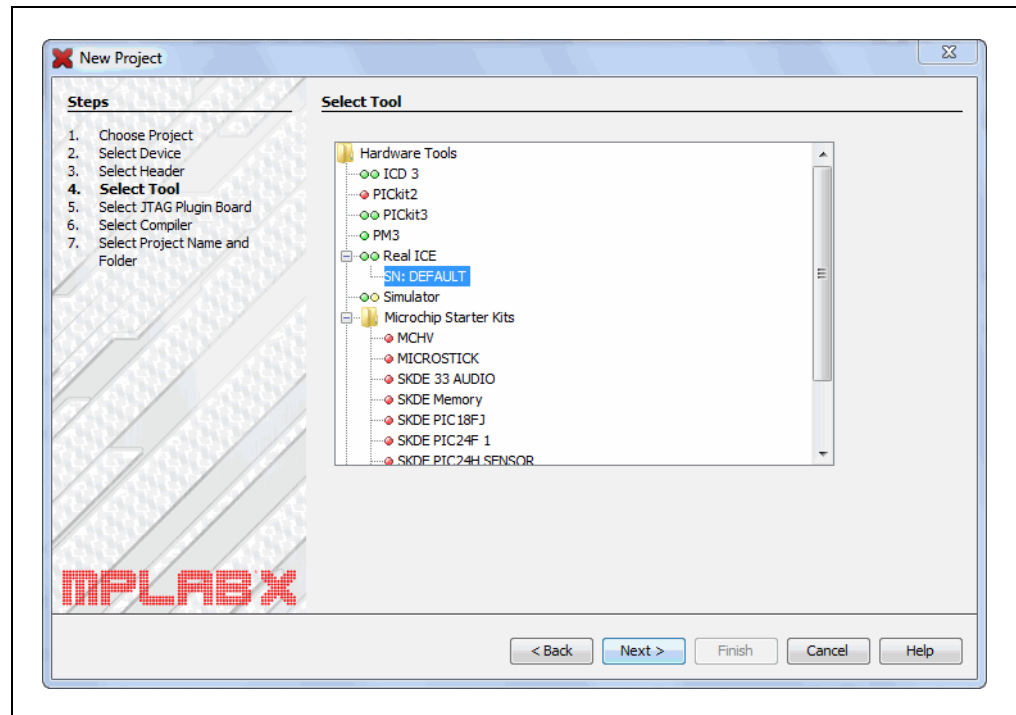 New Project
Steps
1. Choose Project
2. Select Device
3. Select Header
4. Select Tool
5. Select JTAG Plugin Board
6. Select Compiler
7. Select Project Name and
Folder
MPLAB X
Select Tool
Hardware Tools
ICD 3
PICkit2
PICkit3
PM3
Real ICE
SN: DEFAULT
Simulator
Microchip Starter Kits
MCHV
MICROSTICK
SKDE 33 AUDIO
SKDE Memory
SKDE PIC18FJ
SKDE PIC24F 1
SKDE PIC24H SENSOR
< Back Next > Finish Cancel Help